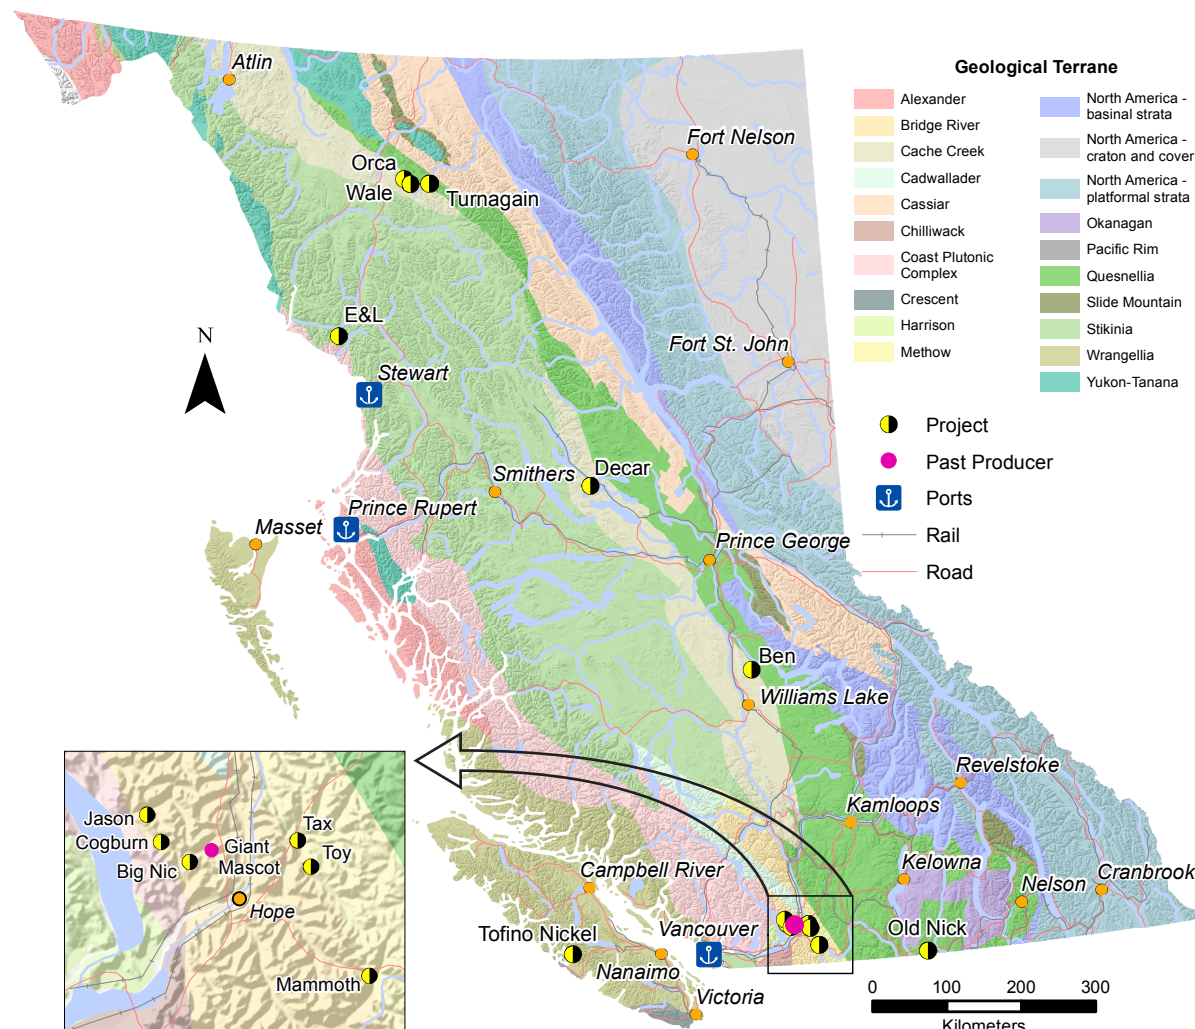 Geological Terrane
Alexander
Bridge River
Cache Creek
Cadwallader
Cassiar
Chilliwack
Coast Plutonic
Complex
Crescent
Harrison
Methow
North America -
basinal strata
North America -
craton and cover
North America -
platformal strata
Okanagan
Pacific Rim
Quesnellia
Slide Mountain
Stikinia
Wrangellia
Yukon-Tanana
Project
Past Producer
Ports
Rail
Road
Atlin
Fort Nelson
Orca
Wale
Turnagain
E&L
N
Stewart
Fort St. John
Smithers
Decar
Prince Rupert
Masset
Prince George
Ben
Williams Lake
Revelstoke
Kamloops
Kelowna
Cranbrook
Nelson
Campbell River
Old Nick
Tofino Nickel
Vancouver
Nanaimo
Victoria
Jason
Cogburn
Big Nic
Giant
Mascot
Tax
Toy
Hope
Mammoth
0 100 200 300
Kilometers